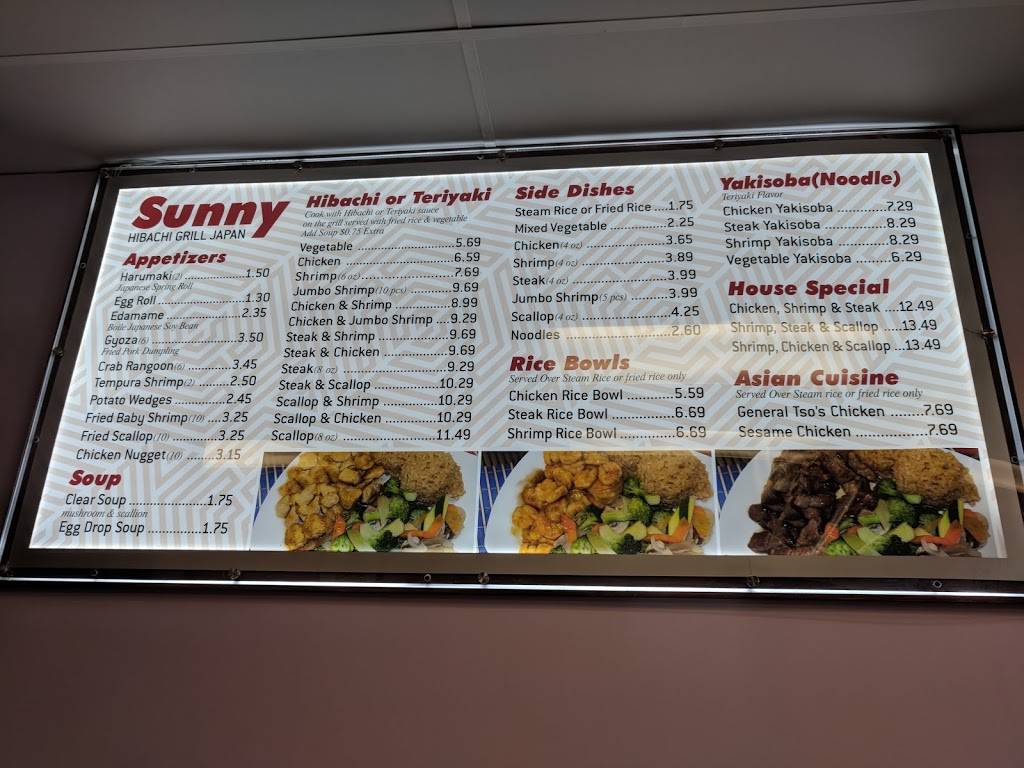 Sunny
HIBACHI GRILL JAPAN
Appetizers
Harumaki(2) ...............1.50
Japanese Spring Roll
Egg Roll ......................1.30
Edamame ....................2.35
Boile Japanese Soy Bean
Gyoza(6) ......................3.50
Fried Pork Dumpling
Crab Rangoon(6) ............3.45
Tempura Shrimp(2) ........2.50
Potato Wedges ..............2.45
Fried Baby Shrimp(10) ....3.25
Fried Scallop(10) ............3.25
Chicken Nugget(10) ........3.15
Soup
Clear Soup ....................1.75
mushroom & scallion
Egg Drop Soup ...............1.75
Hibachi or Teriyaki
Cook with Hibachi or Teriyaki sauce
on the grill served with fried rice & vegetable
Add Soup $0.75 Extra
Vegetable ..........................5.69
Chicken ............................6.59
Shrimp(6 oz)......................7.69
Jumbo Shrimp(10 pcs)..........9.69
Chicken & Shrimp ..............8.99
Chicken & Jumbo Shrimp ....9.29
Steak & Shrimp ..................9.69
Steak & Chicken ................9.69
Steak(8 oz) ........................9.29
Steak & Scallop ................10.29
Scallop & Shrimp ..............10.29
Scallop & Chicken .............10.29
Scallop(8 oz) .....................11.49
Side Dishes
Steam Rice or Fried Rice ....1.75
Mixed Vegetable ...............2.25
Chicken(4 oz) ....................3.65
Shrimp(4 oz) .....................3.89
Steak(4 oz) .......................3.99
Jumbo Shrimp(5 pcs) ..........3.99
Scallop(4 oz) .....................4.25
Noodles ...........................2.60
Rice Bowls
Served Over Steam Rice or fried rice only
Chicken Rice Bowl ............5.59
Steak Rice Bowl ................6.69
Shrimp Rice Bowl ..............6.69
Yakisoba(Noodle)
Teriyaki Flavor
Chicken Yakisoba ..............7.29
Steak Yakisoba .................8.29
Shrimp Yakisoba ...............8.29
Vegetable Yakisoba ...........6.29
House Special
Chicken, Shrimp & Steak ....12.49
Shrimp, Steak & Scallop .....13.49
Shrimp, Chicken & Scallop ...13.49
Asian Cuisine
Served Over Steam rice or fried rice only
General Tso's Chicken ........7.69
Sesame Chicken .................7.69